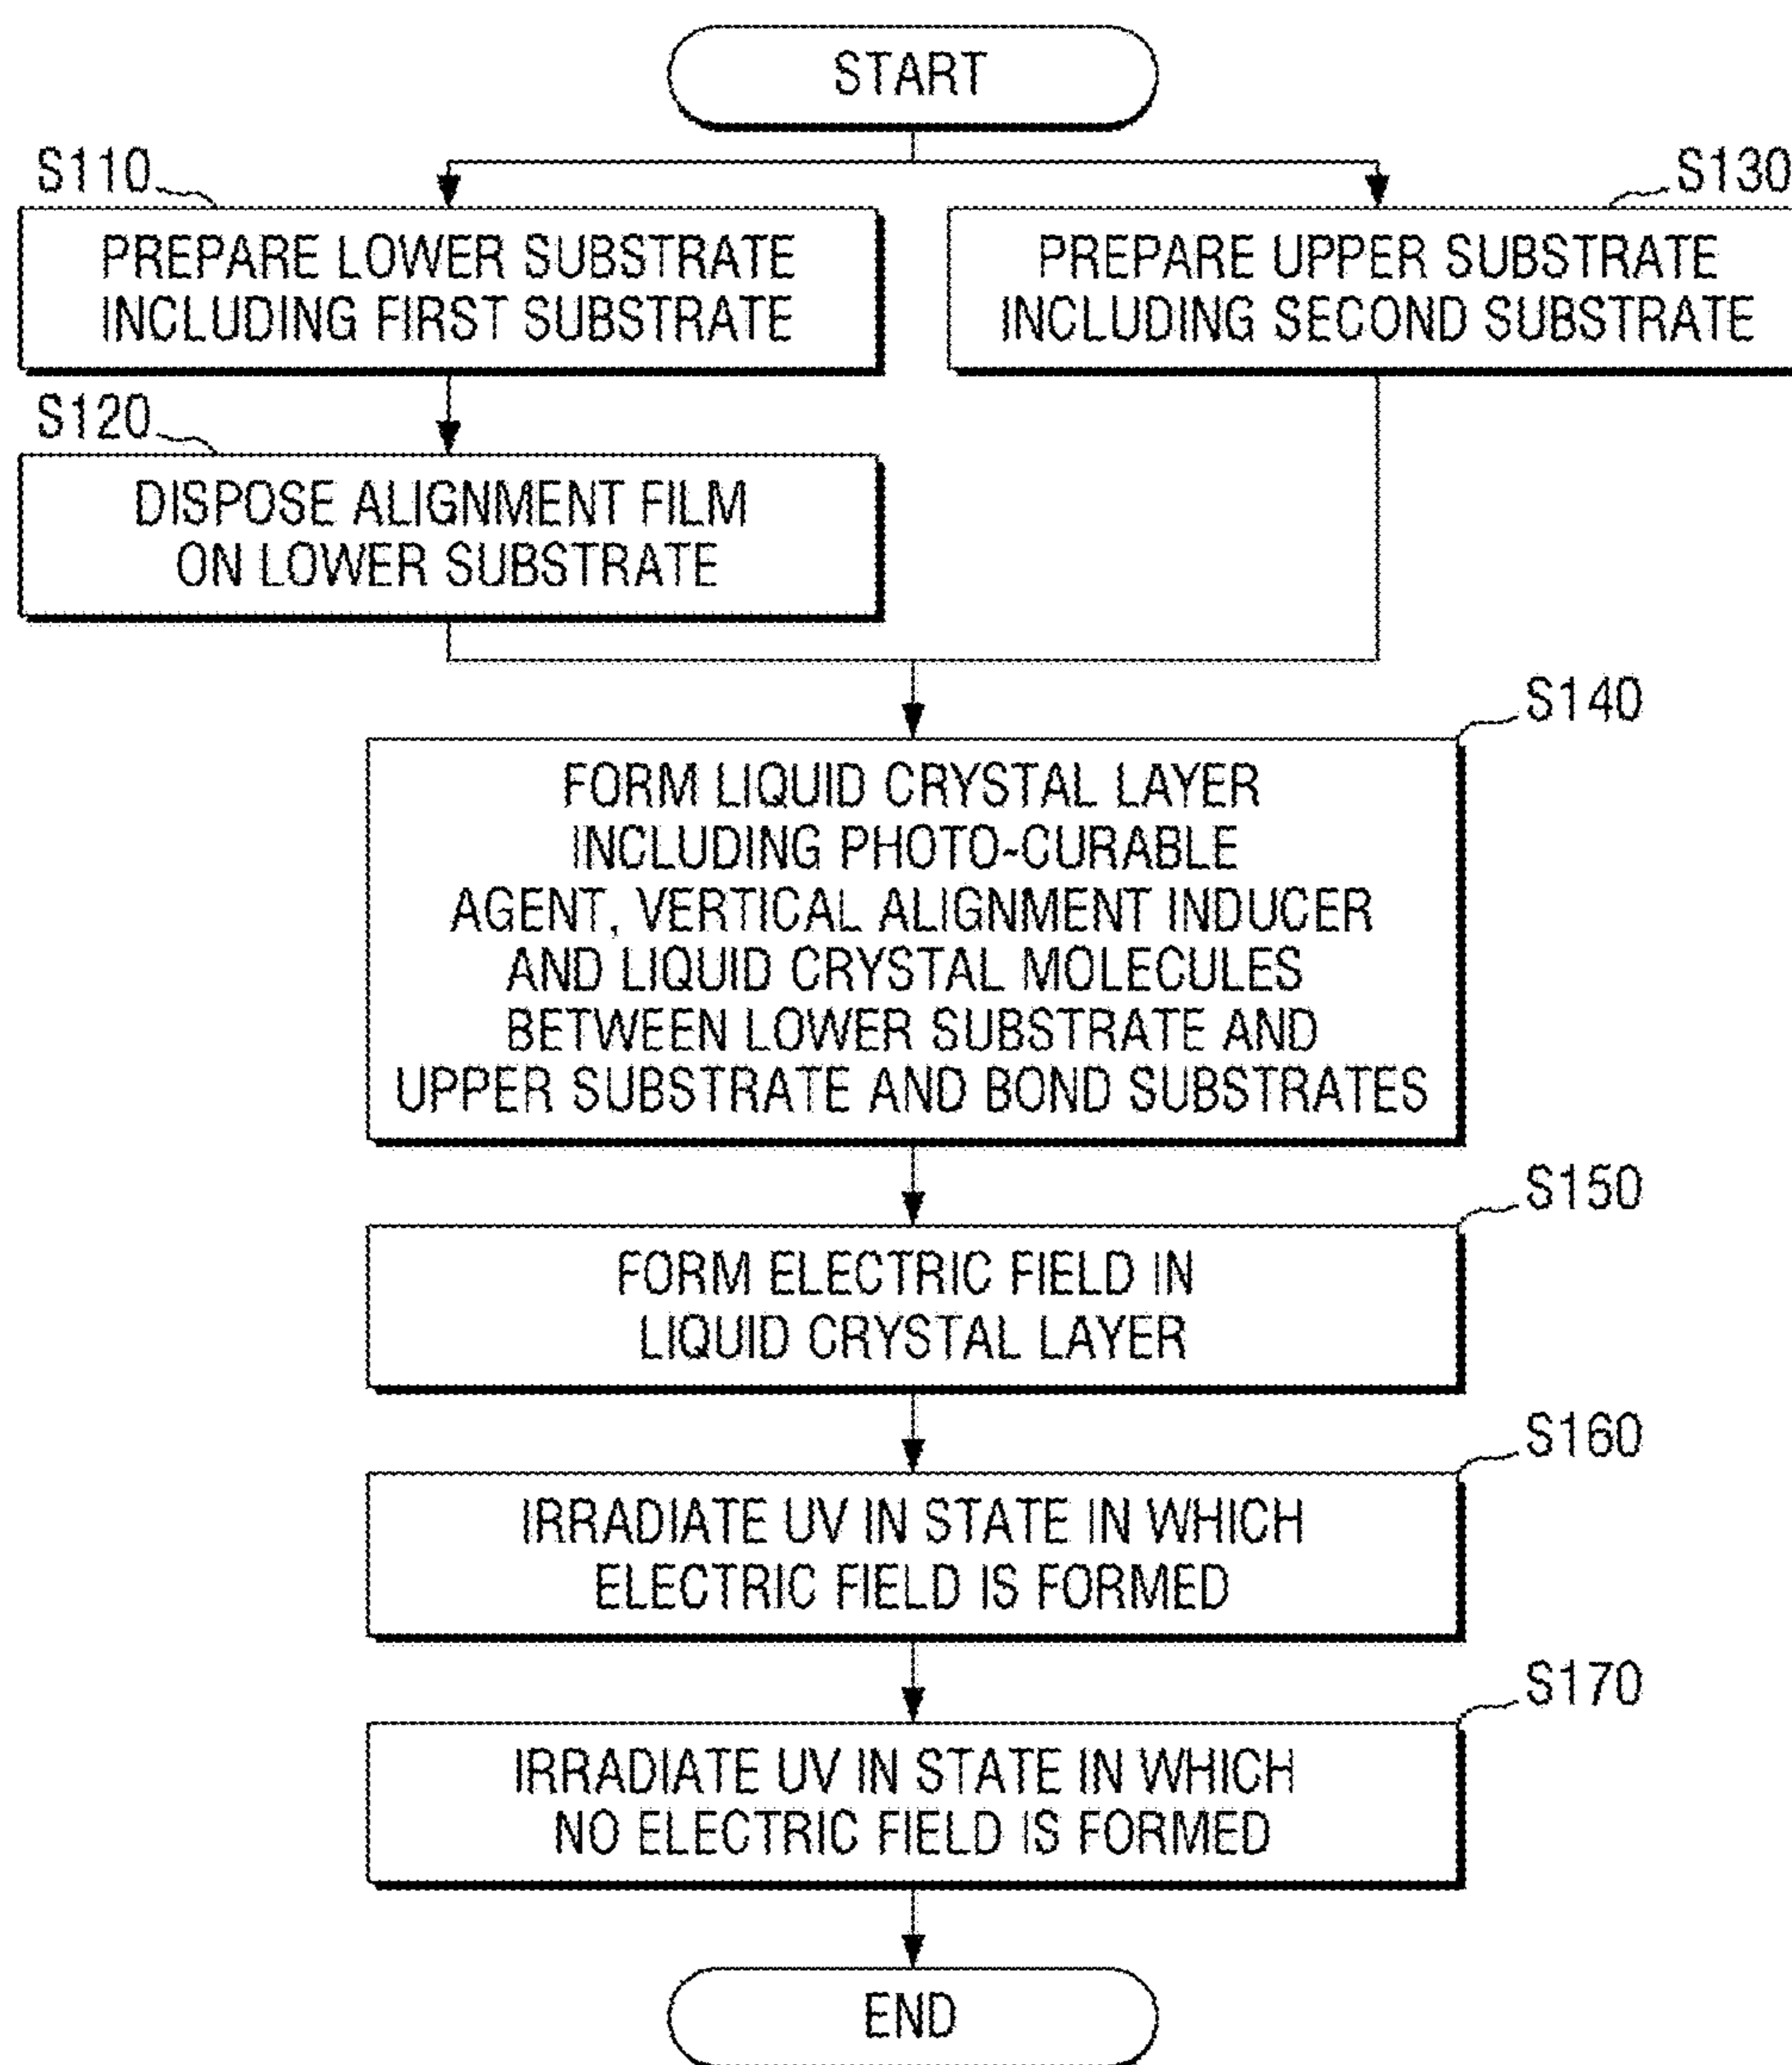 START
S110
PREPARE LOWER SUBSTRATE
INCLUDING FIRST SUBSTRATE
S130
PREPARE UPPER SUBSTRATE
INCLUDING SECOND SUBSTRATE
S120
DISPOSE ALIGNMENT FILM
ON LOWER SUBSTRATE
S140
FORM LIQUID CRYSTAL LAYER
INCLUDING PHOTO-CURABLE
AGENT, VERTICAL ALIGNMENT INDUCER
AND LIQUID CRYSTAL MOLECULES
BETWEEN LOWER SUBSTRATE AND
UPPER SUBSTRATE AND BOND SUBSTRATES
S150
FORM ELECTRIC FIELD IN
LIQUID CRYSTAL LAYER
S160
IRRADIATE UV IN STATE IN WHICH
ELECTRIC FIELD IS FORMED
S170
IRRADIATE UV IN STATE IN WHICH
NO ELECTRIC FIELD IS FORMED
END